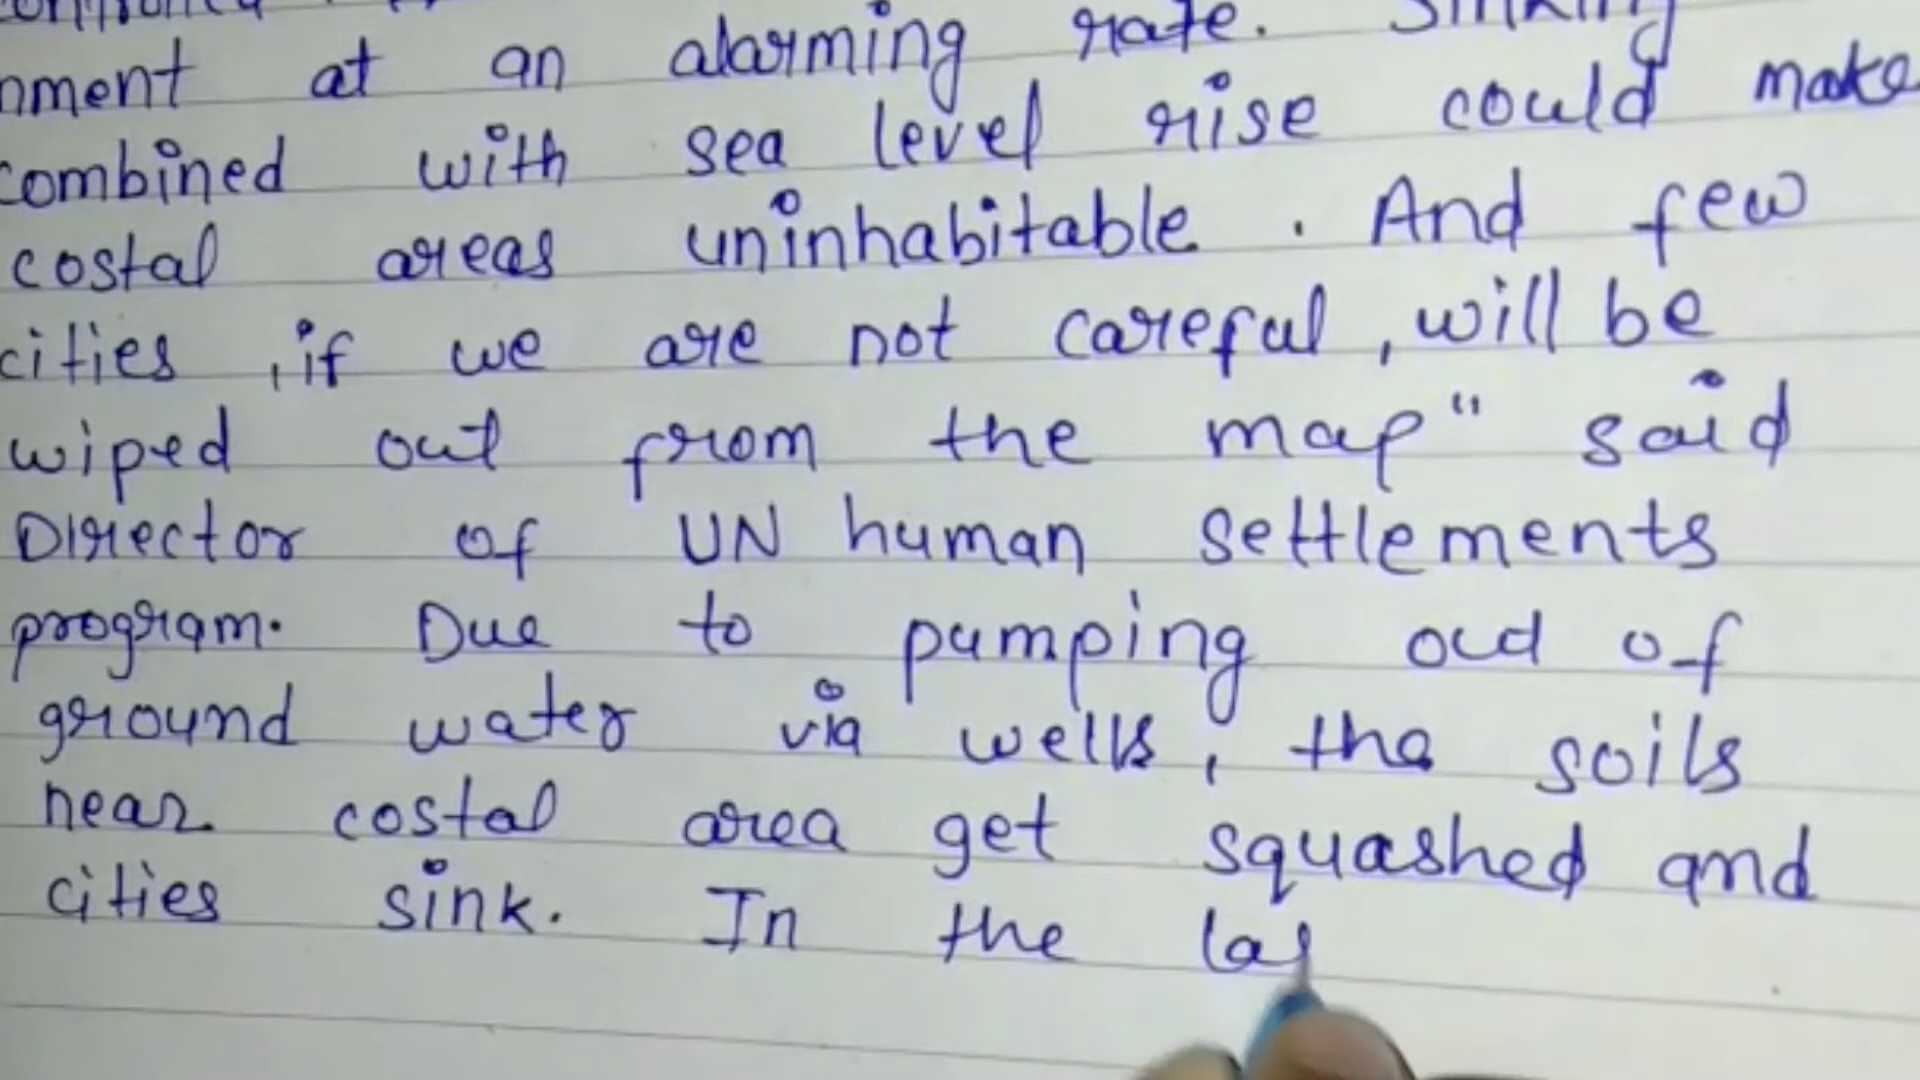 nment at an alarming rate. Sinking
combined with sea level rise could make
costal areas uninhabitable. And few
cities, if we are not careful, will be
wiped out from the map" said
Director of UN human settlements
program. Due to pumping out of
ground water via wells, the soils
near costal area get squashed and
cities sink. In the las